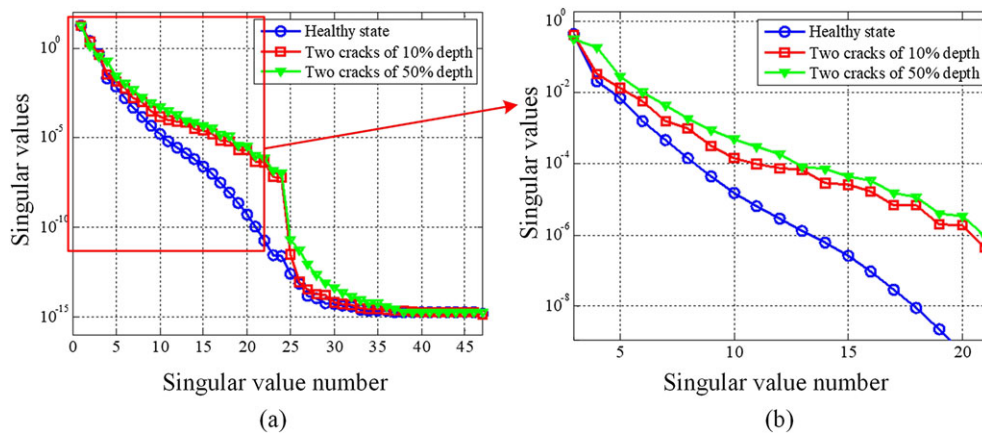 Singular values
10^0
10^-5
10^-10
10^-15
Healthy state
Two cracks of 10% depth
Two cracks of 50% depth
0 5 10 15 20 25 30 35 40 45
Singular value number
(a)
Singular values
10^0
10^-2
10^-4
10^-6
10^-8
Healthy state
Two cracks of 10% depth
Two cracks of 50% depth
5 10 15 20
Singular value number
(b)